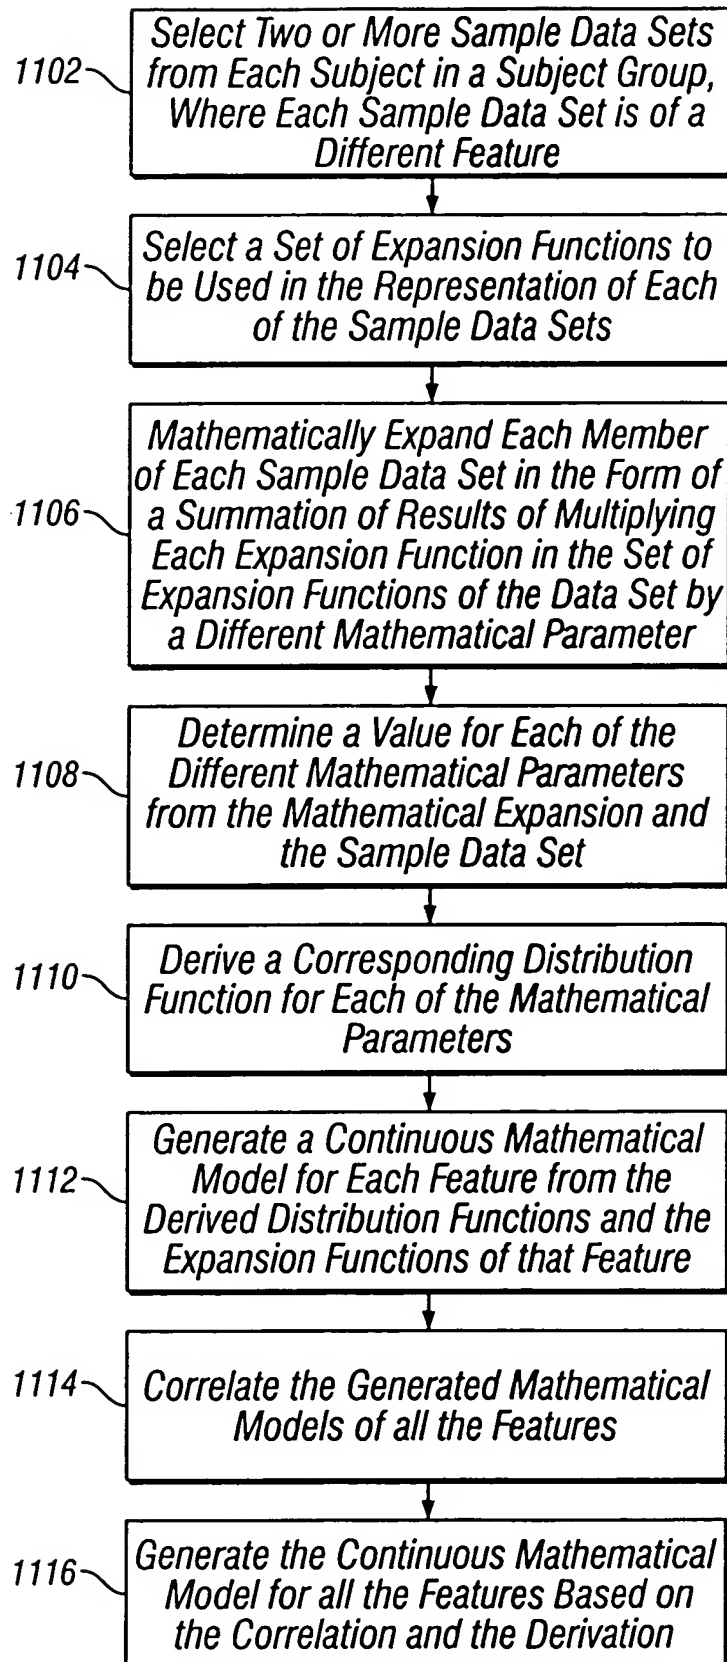 1102
Select Two or More Sample Data Sets
from Each Subject in a Subject Group,
Where Each Sample Data Set is of a
Different Feature
1104
Select a Set of Expansion Functions to
be Used in the Representation of Each
of the Sample Data Sets
1106
Mathematically Expand Each Member
of Each Sample Data Set in the Form of
a Summation of Results of Multiplying
Each Expansion Function in the Set of
Expansion Functions of the Data Set by
a Different Mathematical Parameter
1108
Determine a Value for Each of the
Different Mathematical Parameters
from the Mathematical Expansion and
the Sample Data Set
1110
Derive a Corresponding Distribution
Function for Each of the Mathematical
Parameters
1112
Generate a Continuous Mathematical
Model for Each Feature from the
Derived Distribution Functions and the
Expansion Functions of that Feature
1114
Correlate the Generated Mathematical
Models of all the Features
1116
Generate the Continuous Mathematical
Model for all the Features Based on
the Correlation and the Derivation